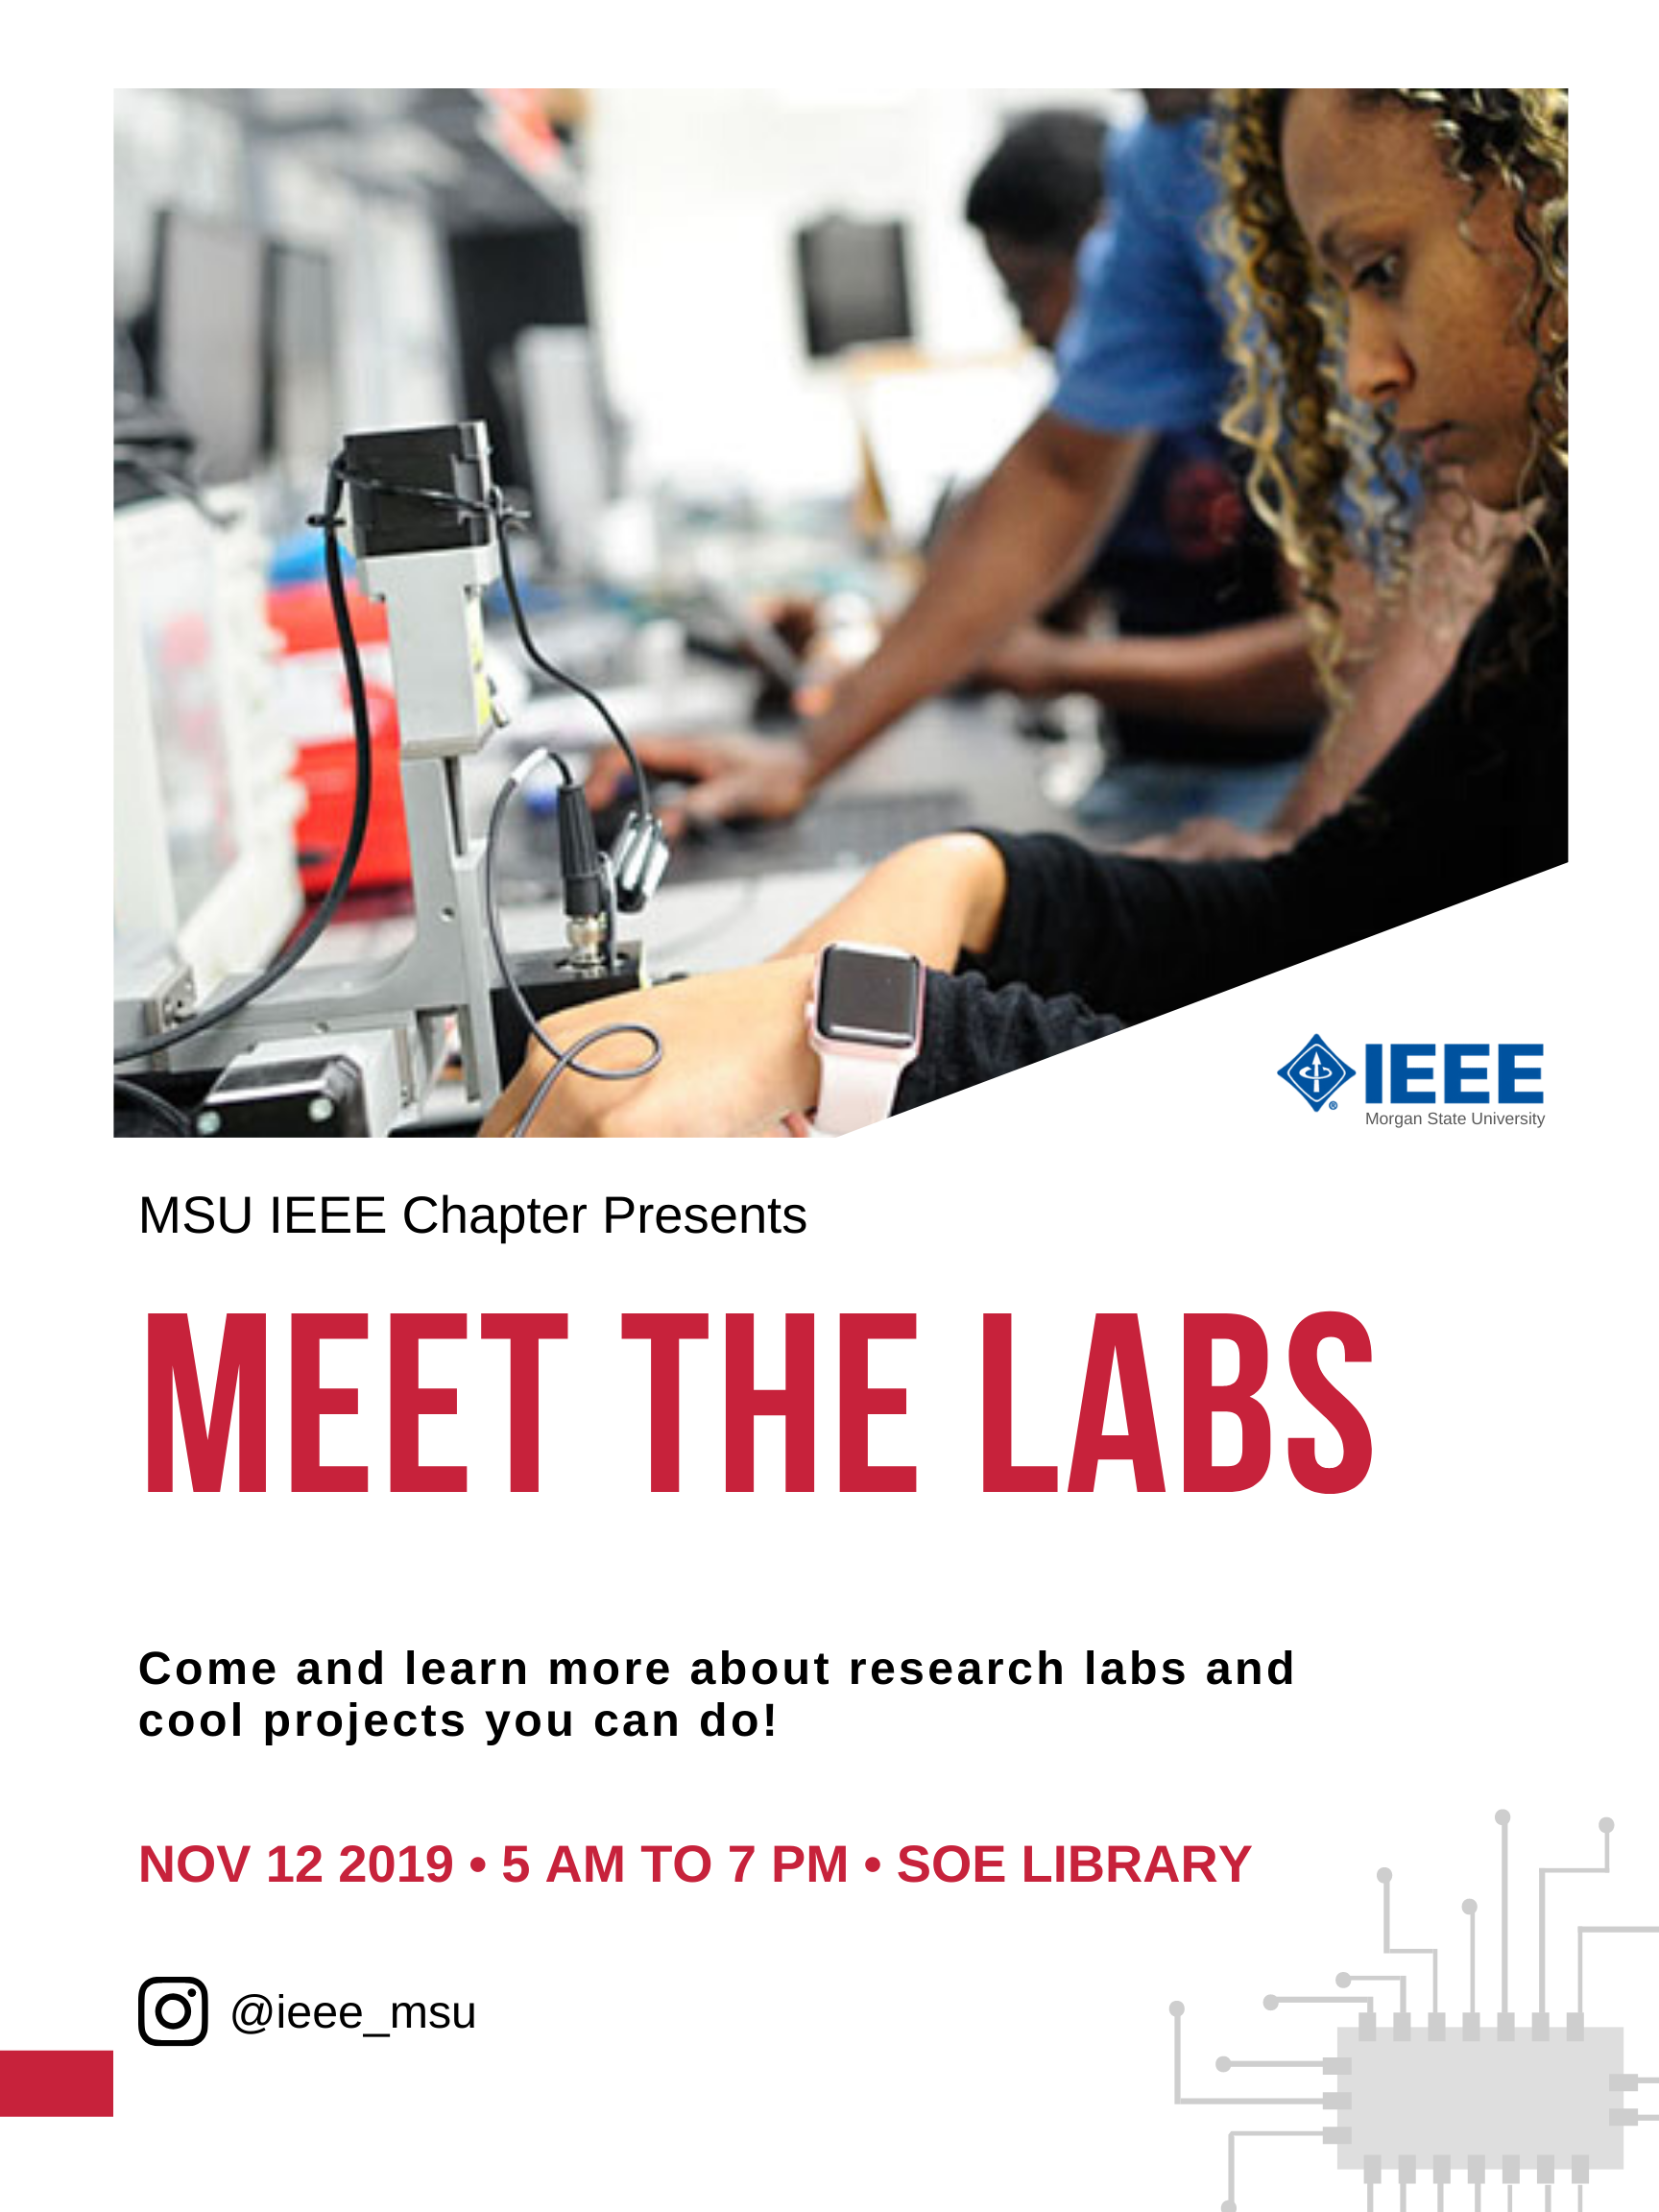 IEEE
Morgan State University
MSU IEEE Chapter Presents
MEET THE LABS
Come and learn more about research labs and
cool projects you can do!
NOV 12 2019 • 5 AM TO 7 PM • SOE LIBRARY
@ieee_msu